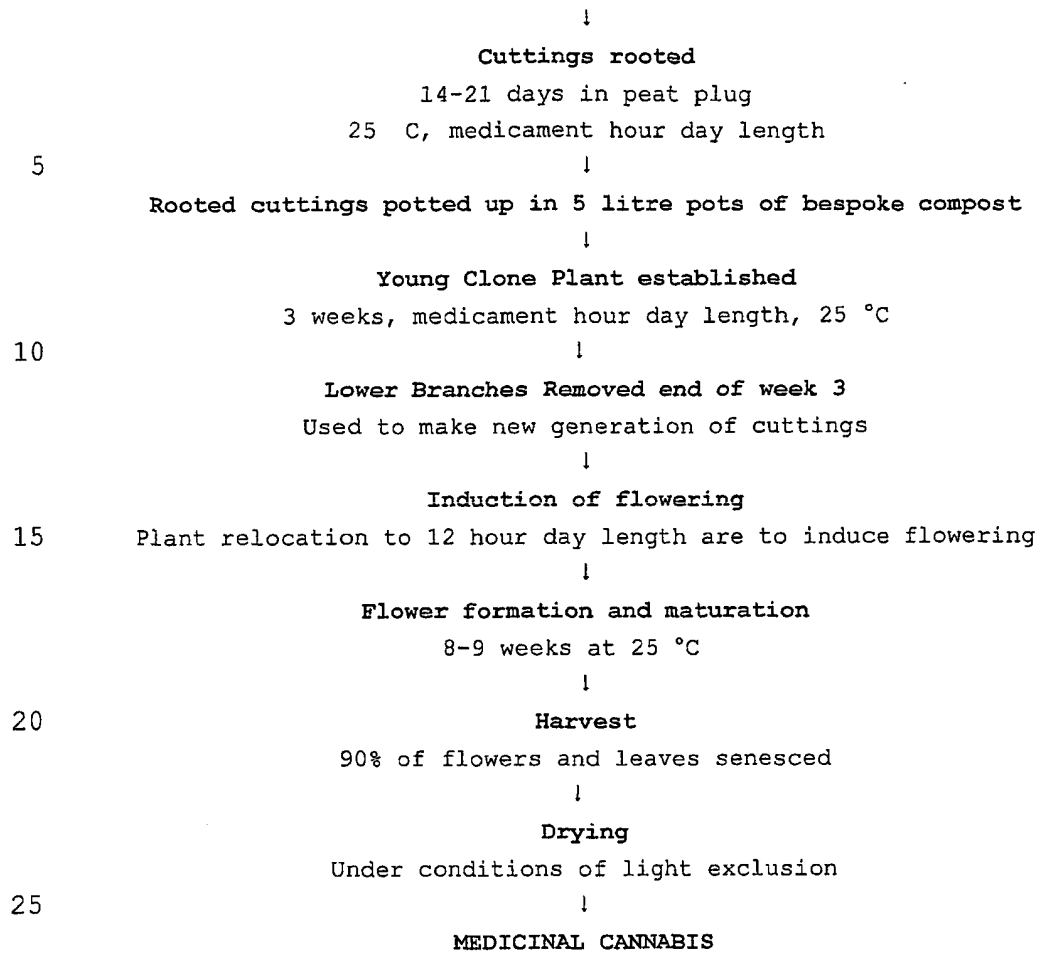 ↓
Cuttings rooted
14-21 days in peat plug
25 C, medicament hour day length
5 ↓
Rooted cuttings potted up in 5 litre pots of bespoke compost
↓
Young Clone Plant established
3 weeks, medicament hour day length, 25 °C
10 ↓
Lower Branches Removed end of week 3
Used to make new generation of cuttings
↓
Induction of flowering
15 Plant relocation to 12 hour day length are to induce flowering
↓
Flower formation and maturation
8-9 weeks at 25 °C
↓
20 Harvest
90% of flowers and leaves senesced
↓
Drying
Under conditions of light exclusion
25 ↓
MEDICINAL CANNABIS